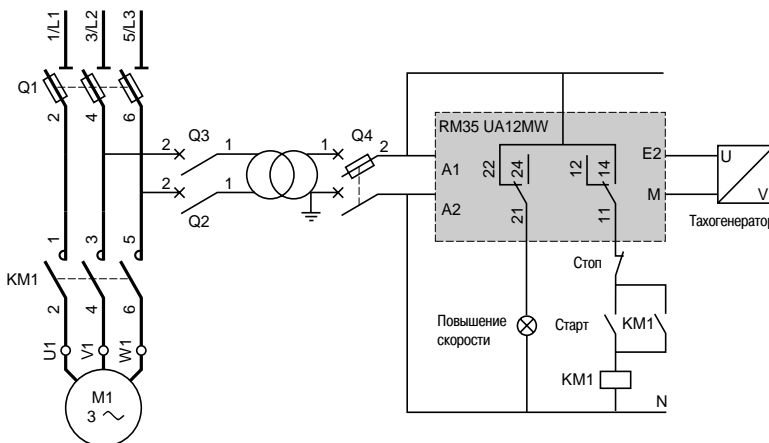 1/L1
3/L2
5/L3
Q1
2
4
6
2
Q3
1
1
Q4
2
2
Q2
1
RM35 UA12MW
A1
A2
22
24
21
12
14
11
E2
M
U
V
Тахогенератор
1
3
5
KM1
2
4
6
U1
V1
W1
M1
3
Стоп
Повышение
скорости
Старт
KM1
KM1
N